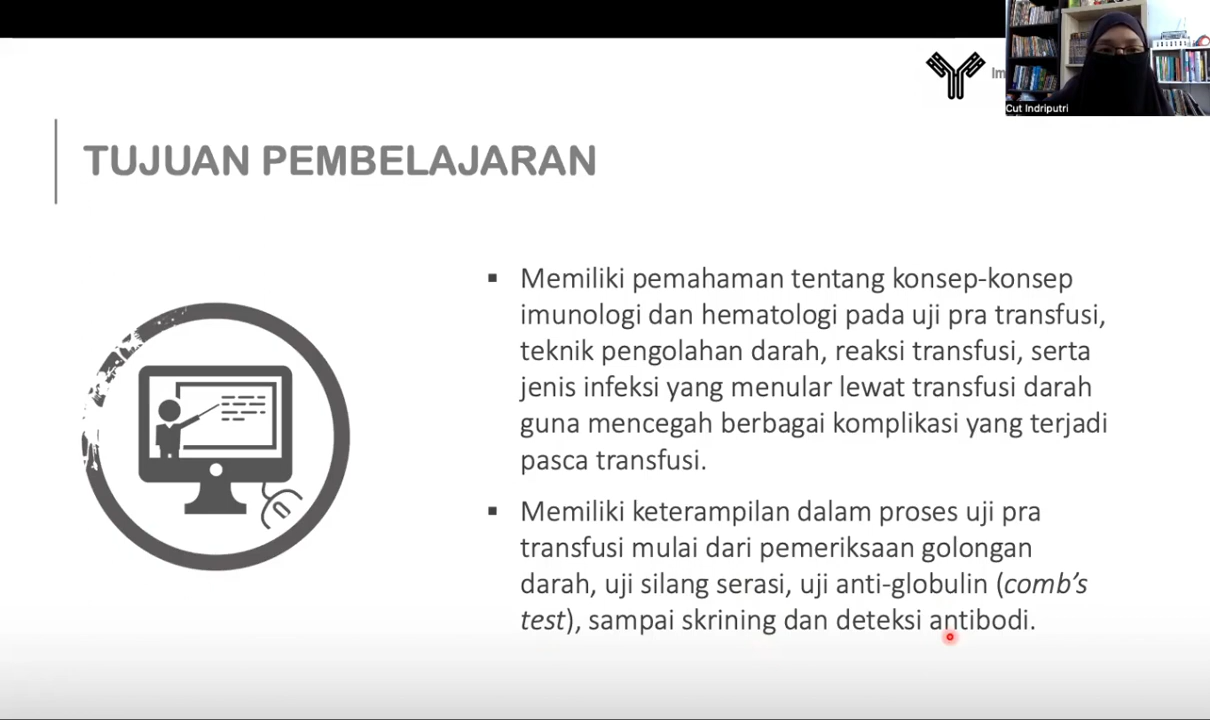 Im
Cut Indriputri
TUJUAN PEMBELAJARAN
▪ Memiliki pemahaman tentang konsep-konsep
imunologi dan hematologi pada uji pra transfusi,
teknik pengolahan darah, reaksi transfusi, serta
jenis infeksi yang menular lewat transfusi darah
guna mencegah berbagai komplikasi yang terjadi
pasca transfusi.
▪ Memiliki keterampilan dalam proses uji pra
transfusi mulai dari pemeriksaan golongan
darah, uji silang serasi, uji anti-globulin (comb's
test), sampai skrining dan deteksi antibodi.